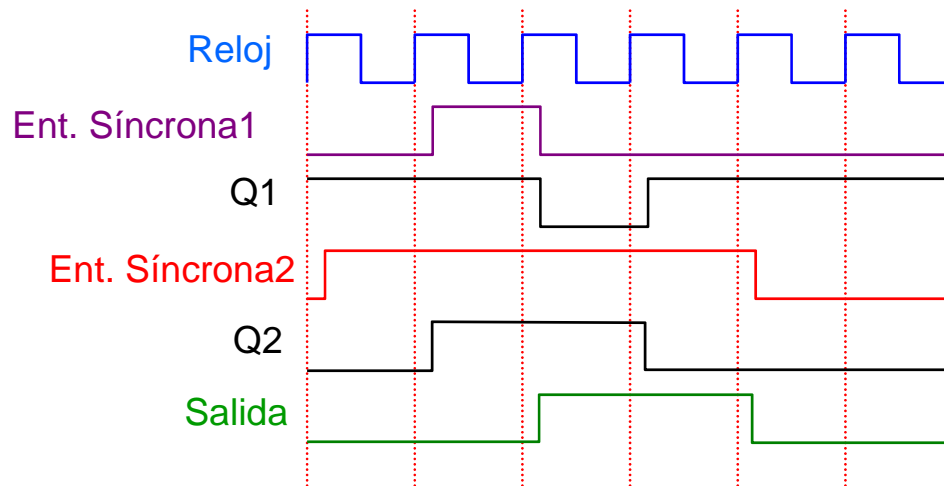 Reloj
Ent. Síncrona1
Q1
Ent. Síncrona2
Q2
Salida